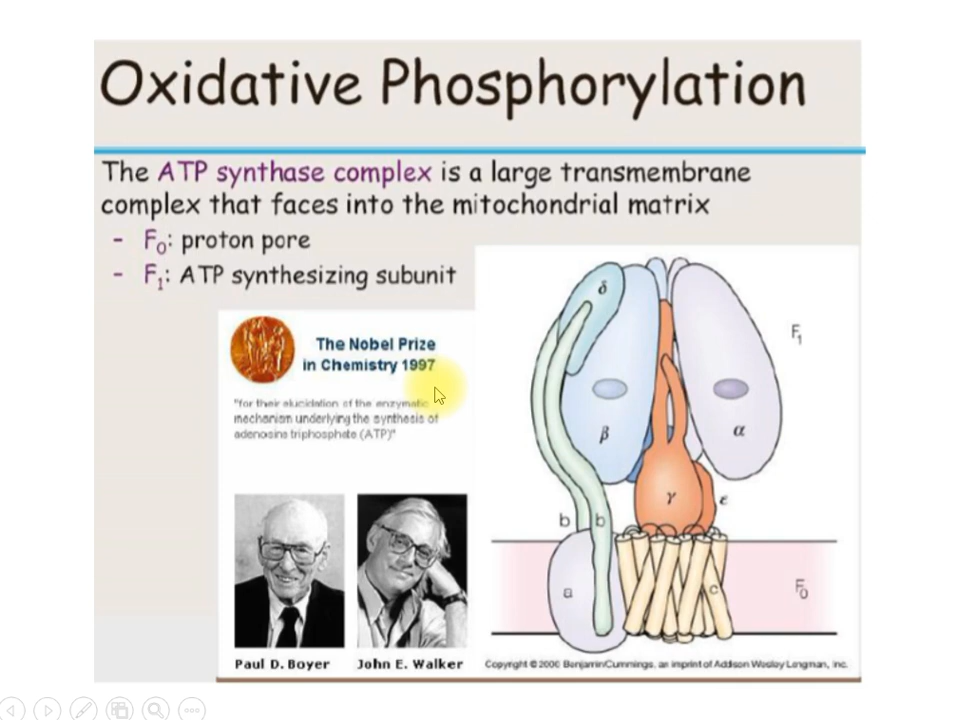 Oxidative Phosphorylation
The ATP synthase complex is a large transmembrane
complex that faces into the mitochondrial matrix
- F₀: proton pore
- F₁: ATP synthesizing subunit
The Nobel Prize
in Chemistry 1997
"for their elucidation of the enzymatic
mechanism underlying the synthesis of
adenosine triphosphate (ATP)"
Paul D. Boyer
John E. Walker
δ
F₁
β
α
γ
ε
b
b
a
c
F₀
Copyright © 2000 Benjamin/Cummings, an imprint of Addison Wesley Longman, Inc.